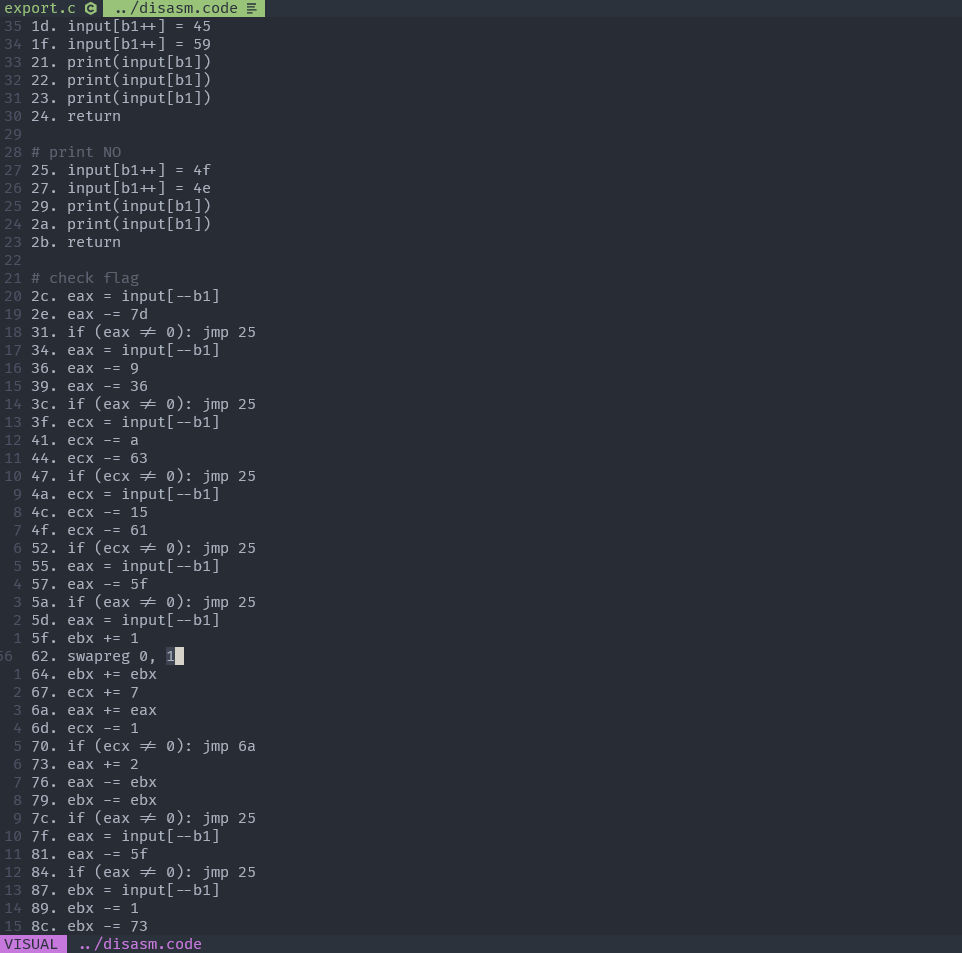 export.c ../disasm.code
35 1d. input[b1++] = 45
34 1f. input[b1++] = 59
33 21. print(input[b1])
32 22. print(input[b1])
31 23. print(input[b1])
30 24. return
29
28 # print NO
27 25. input[b1++] = 4f
26 27. input[b1++] = 4e
25 29. print(input[b1])
24 2a. print(input[b1])
23 2b. return
22
21 # check flag
20 2c. eax = input[--b1]
19 2e. eax -= 7d
18 31. if (eax != 0): jmp 25
17 34. eax = input[--b1]
16 36. eax -= 9
15 39. eax -= 36
14 3c. if (eax != 0): jmp 25
13 3f. ecx = input[--b1]
12 41. ecx -= a
11 44. ecx -= 63
10 47. if (ecx != 0): jmp 25
9 4a. ecx = input[--b1]
8 4c. ecx -= 15
7 4f. ecx -= 61
6 52. if (ecx != 0): jmp 25
5 55. eax = input[--b1]
4 57. eax -= 5f
3 5a. if (eax != 0): jmp 25
2 5d. eax = input[--b1]
1 5f. ebx += 1
66 62. swapreg 0, 1
1 64. ebx += ebx
2 67. ecx += 7
3 6a. eax += eax
4 6d. ecx -= 1
5 70. if (ecx != 0): jmp 6a
6 73. eax += 2
7 76. eax -= ebx
8 79. ebx -= ebx
9 7c. if (eax != 0): jmp 25
10 7f. eax = input[--b1]
11 81. eax -= 5f
12 84. if (eax != 0): jmp 25
13 87. ebx = input[--b1]
14 89. ebx -= 1
15 8c. ebx -= 73
VISUAL ../disasm.code